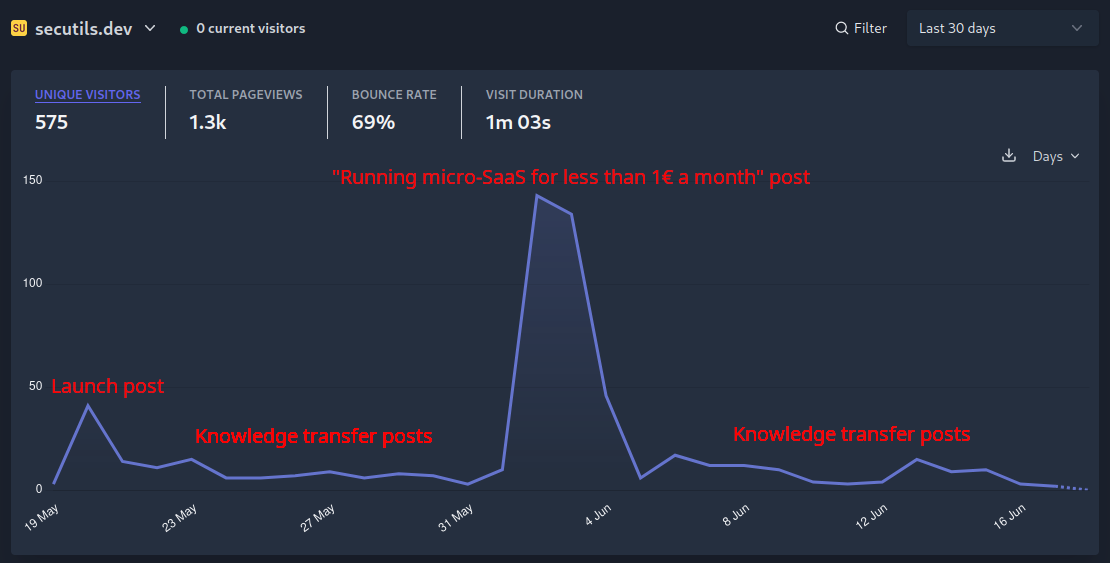 SU secutils.dev 0 current visitors Filter Last 30 days
UNIQUE VISITORS TOTAL PAGEVIEWS BOUNCE RATE VISIT DURATION
575 1.3k 69% 1m 03s
Days
"Running micro-SaaS for less than 1€ a month" post
150
100
50
Launch post
Knowledge transfer posts Knowledge transfer posts
0
19 May 23 May 27 May 31 May 4 Jun 8 Jun 12 Jun 16 Jun